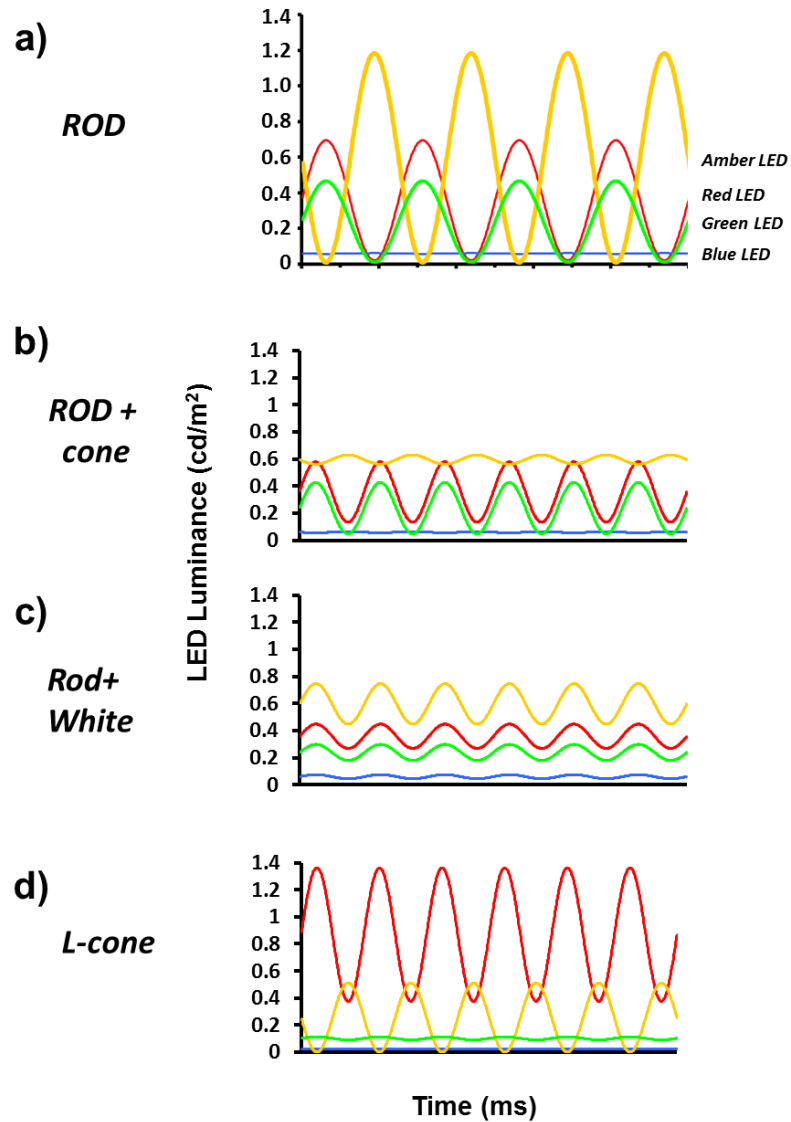 a)
ROD
1.4
1.2
1.0
0.8
0.6
0.4
0.2
0
Amber LED
Red LED
Green LED
Blue LED
b)
ROD +
cone
1.4
1.2
1
0.8
0.6
0.4
0.2
0
LED Luminance (cd/m²)
c)
Rod+
White
1.4
1.2
1
0.8
0.6
0.4
0.2
0
d)
L-cone
1.4
1.2
1
0.8
0.6
0.4
0.2
0
Time (ms)